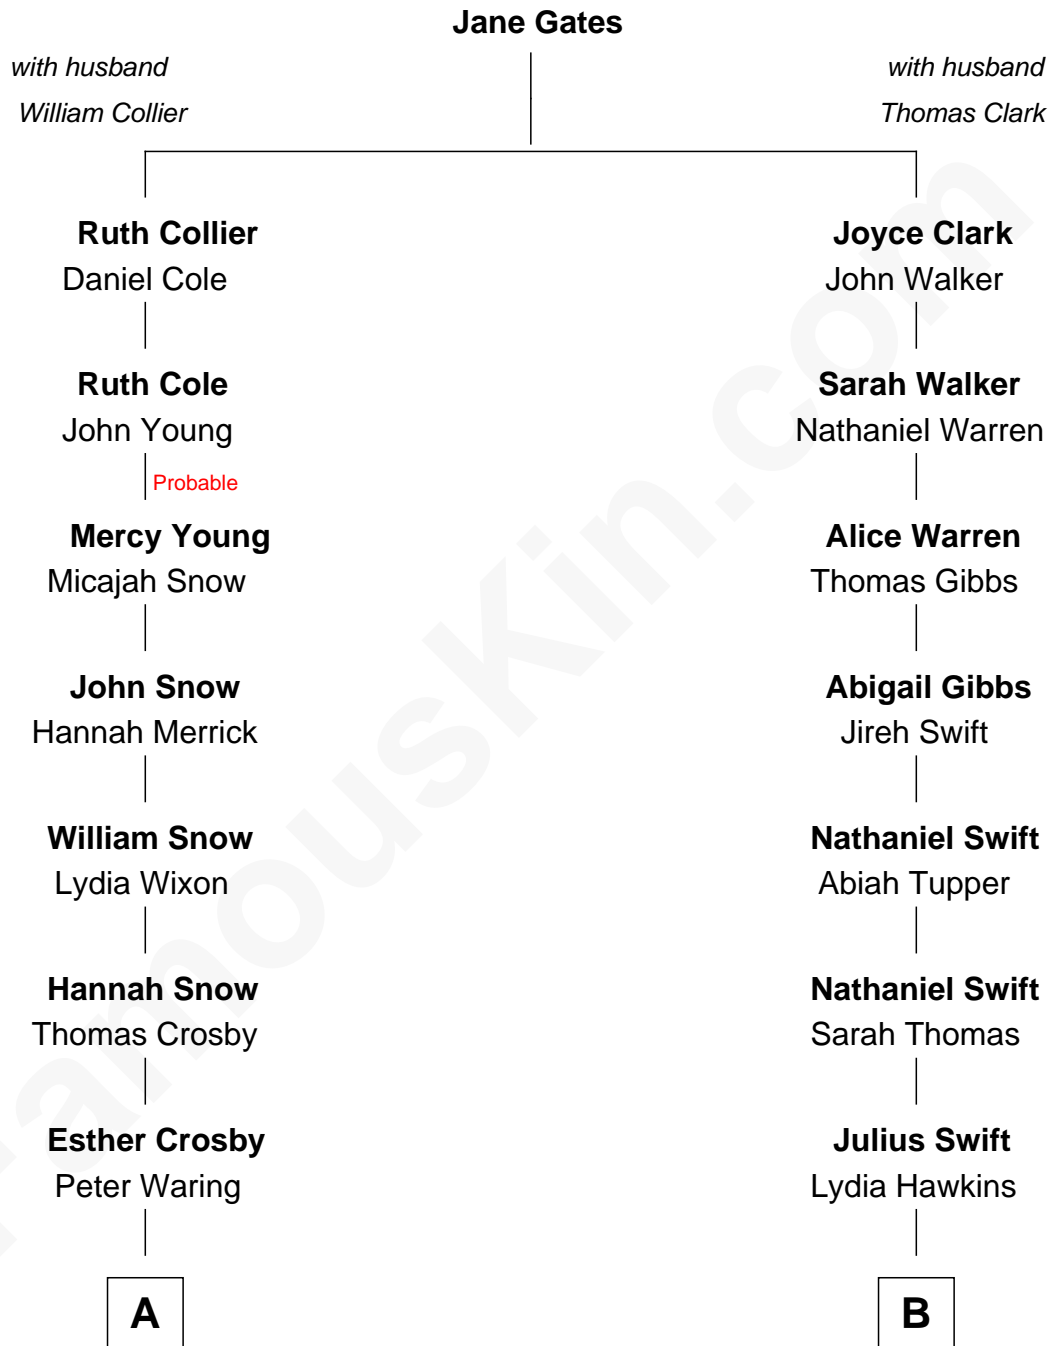 Jane Gates
with husband
William Collier
with husband
Thomas Clark
Ruth Collier
Daniel Cole
Ruth Cole
John Young
Probable
Mercy Young
Micajah Snow
John Snow
Hannah Merrick
William Snow
Lydia Wixon
Hannah Snow
Thomas Crosby
Esther Crosby
Peter Waring
A
Joyce Clark
John Walker
Sarah Walker
Nathaniel Warren
Alice Warren
Thomas Gibbs
Abigail Gibbs
Jireh Swift
Nathaniel Swift
Abiah Tupper
Nathaniel Swift
Sarah Thomas
Julius Swift
Lydia Hawkins
B
FamousKin.com